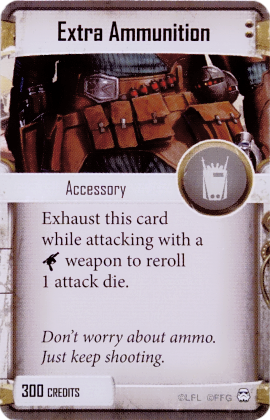 Extra Ammunition
Accessory
Exhaust this card
while attacking with a
weapon to reroll
1 attack die.
Don't worry about ammo.
Just keep shooting.
300 CREDITS
©LFL ©FFG